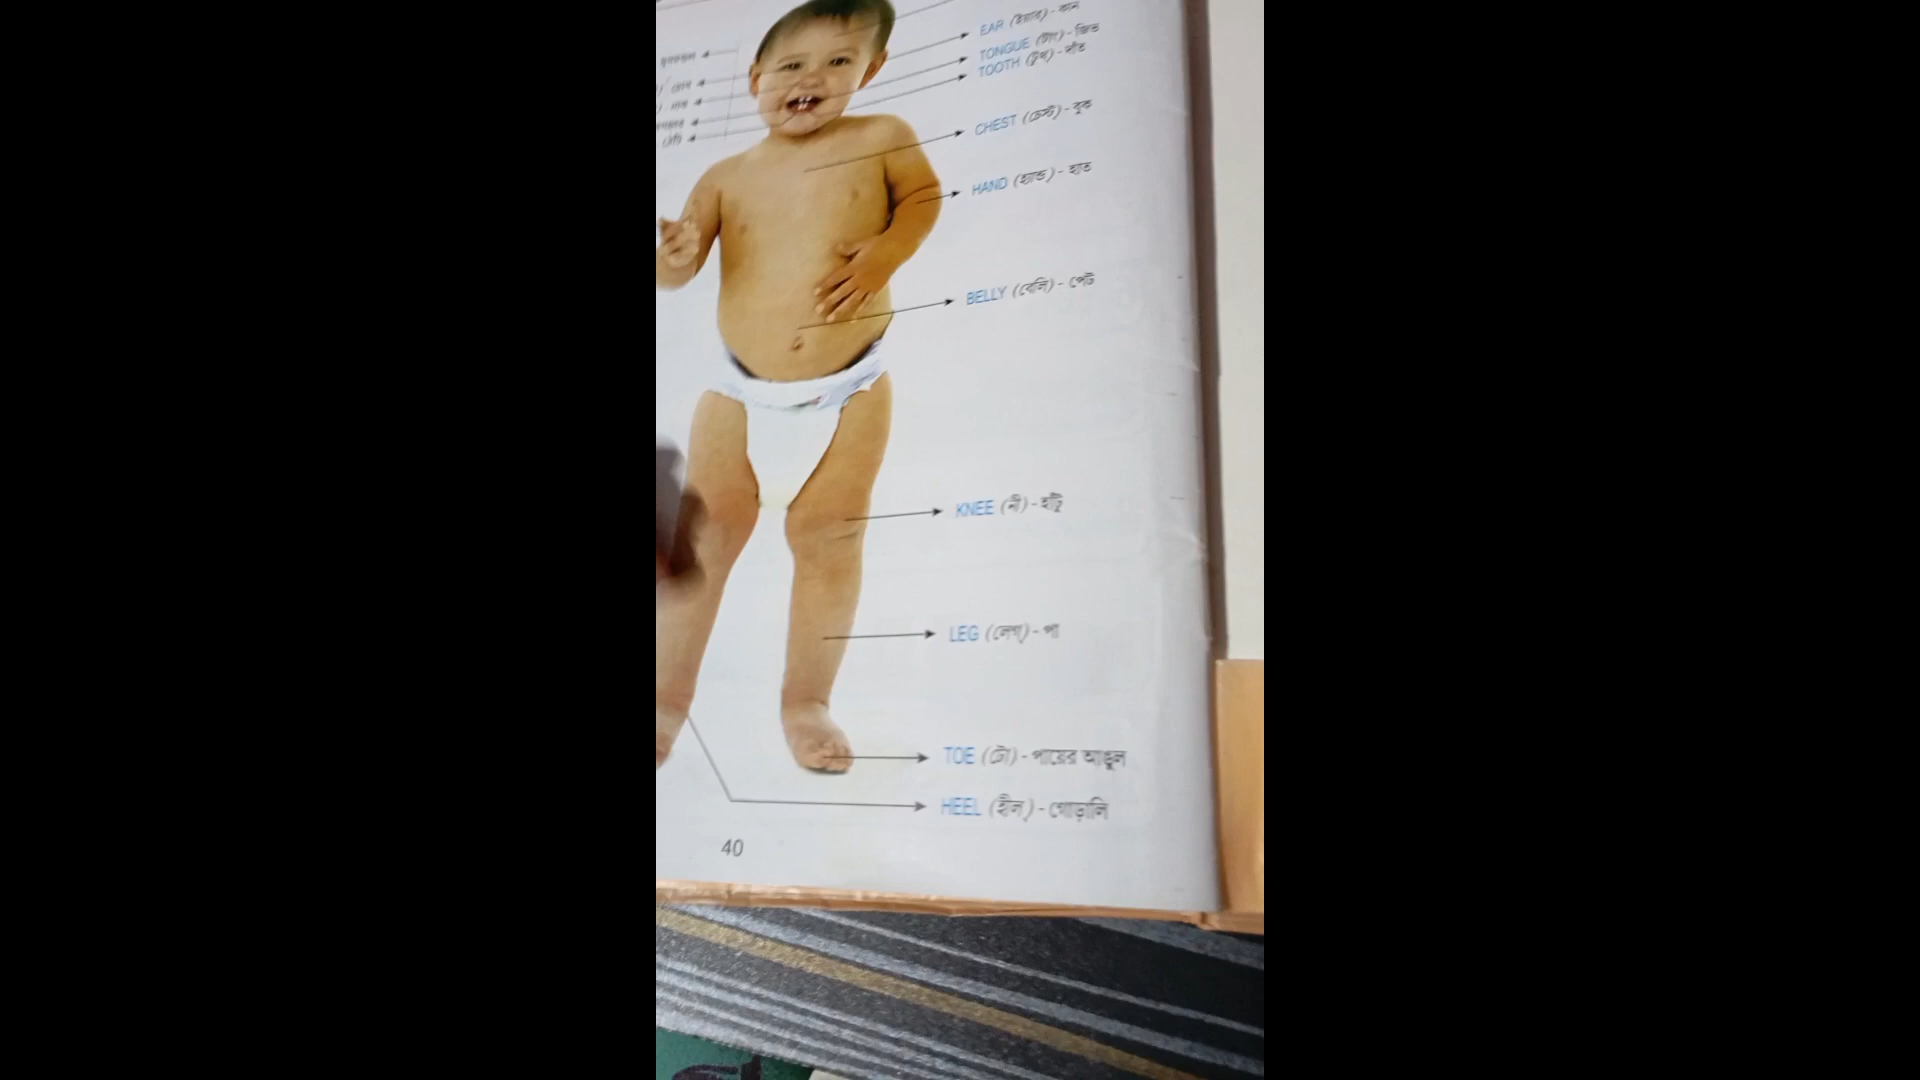 EAR (ইয়ার) - কান
TONGUE (টাং) - জিভ
TOOTH (টুথ) - দাঁত
CHEST (চেস্ট) - বুক
HAND (হ্যান্ড) - হাত
BELLY (বেলি) - পেট
KNEE (নী) - হাঁটু
LEG (লেগ্) - পা
TOE (টো) - পায়ের আঙুল
HEEL (হীল্) - গোড়ালি
40